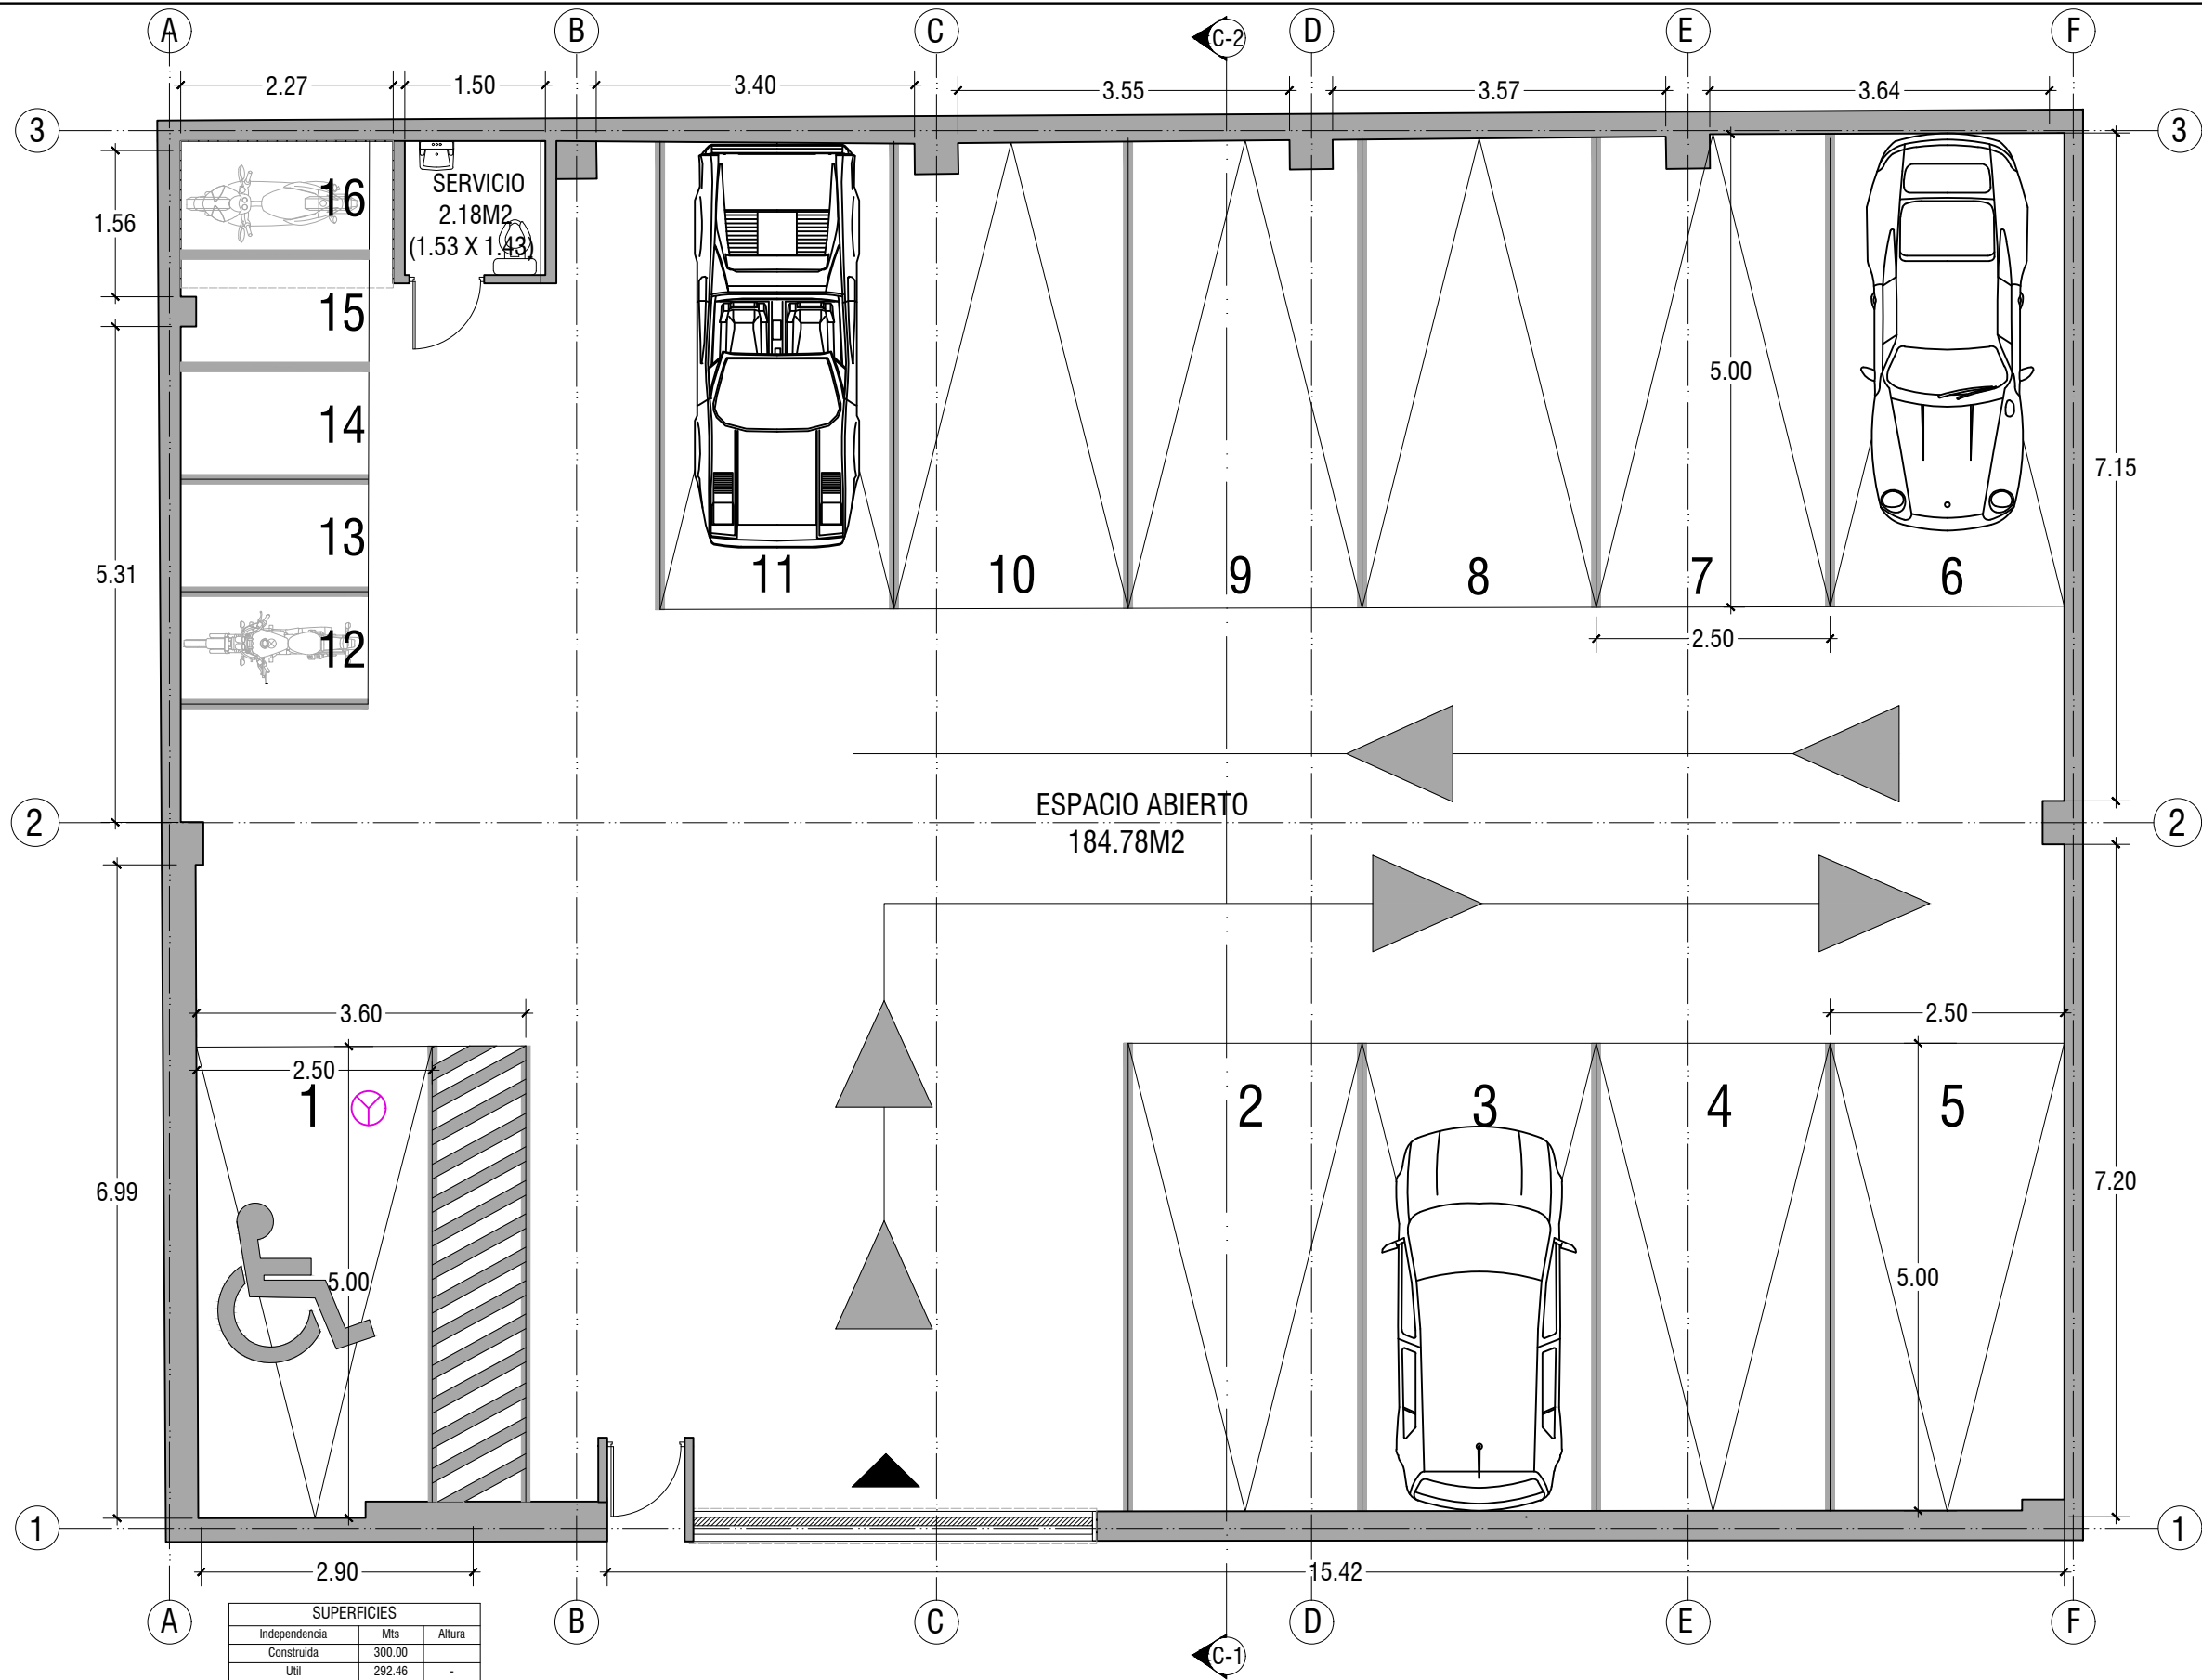 A B C C-2 D E F
2.27 1.50 3.40 3.55 3.57 3.64
3 3
16 SERVICIO
2.18M2
(1.53 X 1.43)
1.56
15
5.00
14
7.15
13
5.31
11 10 9 8 7 6
2.50
12
ESPACIO ABIERTO
184.78M2
2 2
3.60 2.50
2.50
1 2 3 4 5
6.99 7.20
5.00 5.00
1 1
2.90 15.42
A B C D E F
C-1
SUPERFICIES
Independencia Mts Altura
Construida 300.00
Util 292.46 -